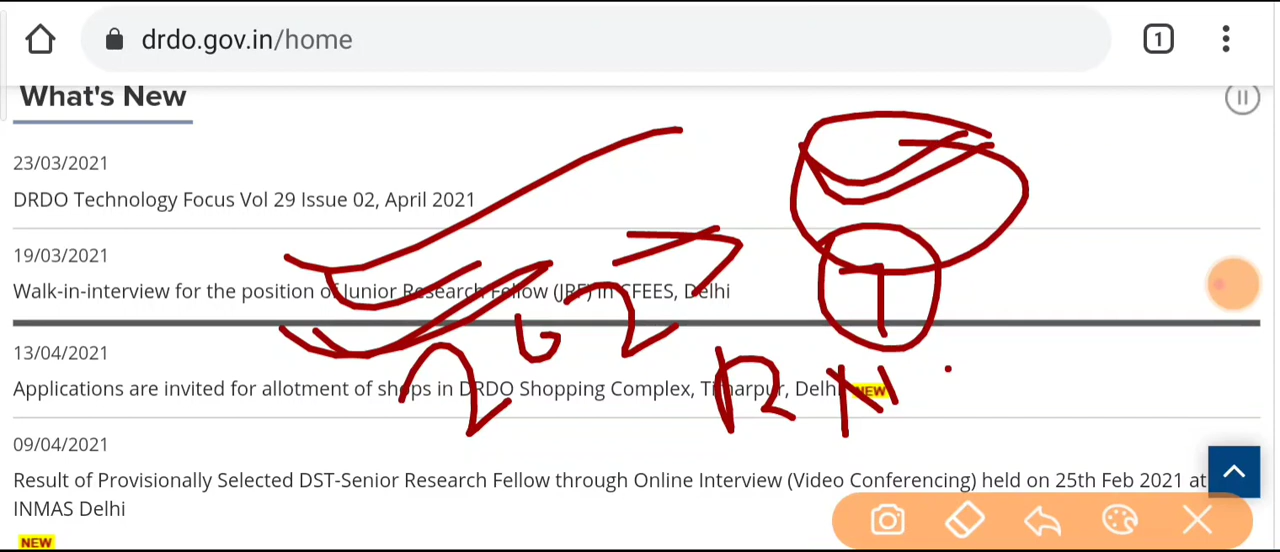 drdo.gov.in/home
1
What's New
23/03/2021
DRDO Technology Focus Vol 29 Issue 02, April 2021
19/03/2021
Walk-in-interview for the position of Junior Research Fellow (JRF) in CFEES, Delhi
13/04/2021
Applications are invited for allotment of shops in DRDO Shopping Complex, Timarpur, Delhi NEW
09/04/2021
Result of Provisionally Selected DST-Senior Research Fellow through Online Interview (Video Conferencing) held on 25th Feb 2021 at
INMAS Delhi
NEW